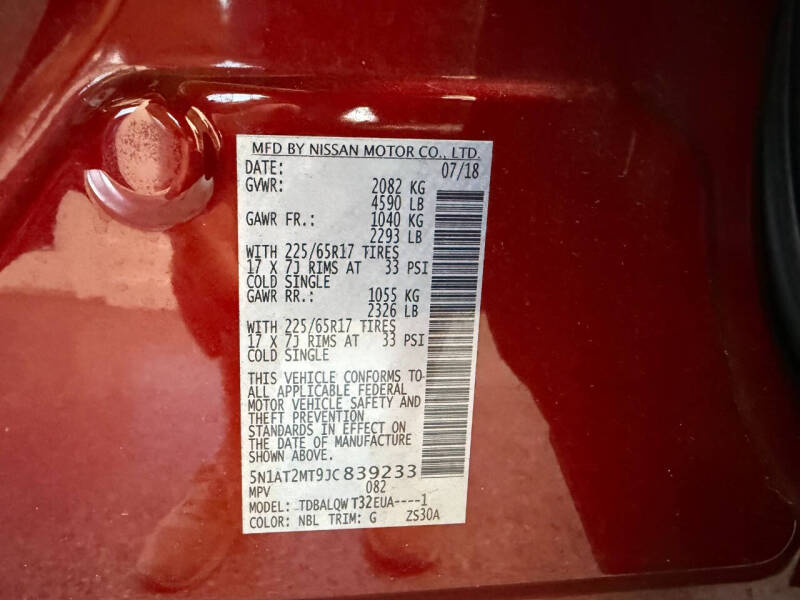 MFD BY NISSAN MOTOR CO., LTD.
DATE: 07/18
GVWR: 2082 KG
4590 LB
GAWR FR.: 1040 KG
2293 LB
WITH 225/65R17 TIRES
17 X 7J RIMS AT 33 PSI
COLD SINGLE
GAWR RR.: 1055 KG
2326 LB
WITH 225/65R17 TIRES
17 X 7J RIMS AT 33 PSI
COLD SINGLE
THIS VEHICLE CONFORMS TO
ALL APPLICABLE FEDERAL
MOTOR VEHICLE SAFETY AND
THEFT PREVENTION
STANDARDS IN EFFECT ON
THE DATE OF MANUFACTURE
SHOWN ABOVE.
5N1AT2MT9JC839233
MPV 082
MODEL: TDBALQWT32EUA----1
COLOR: NBL TRIM: G ZS30A